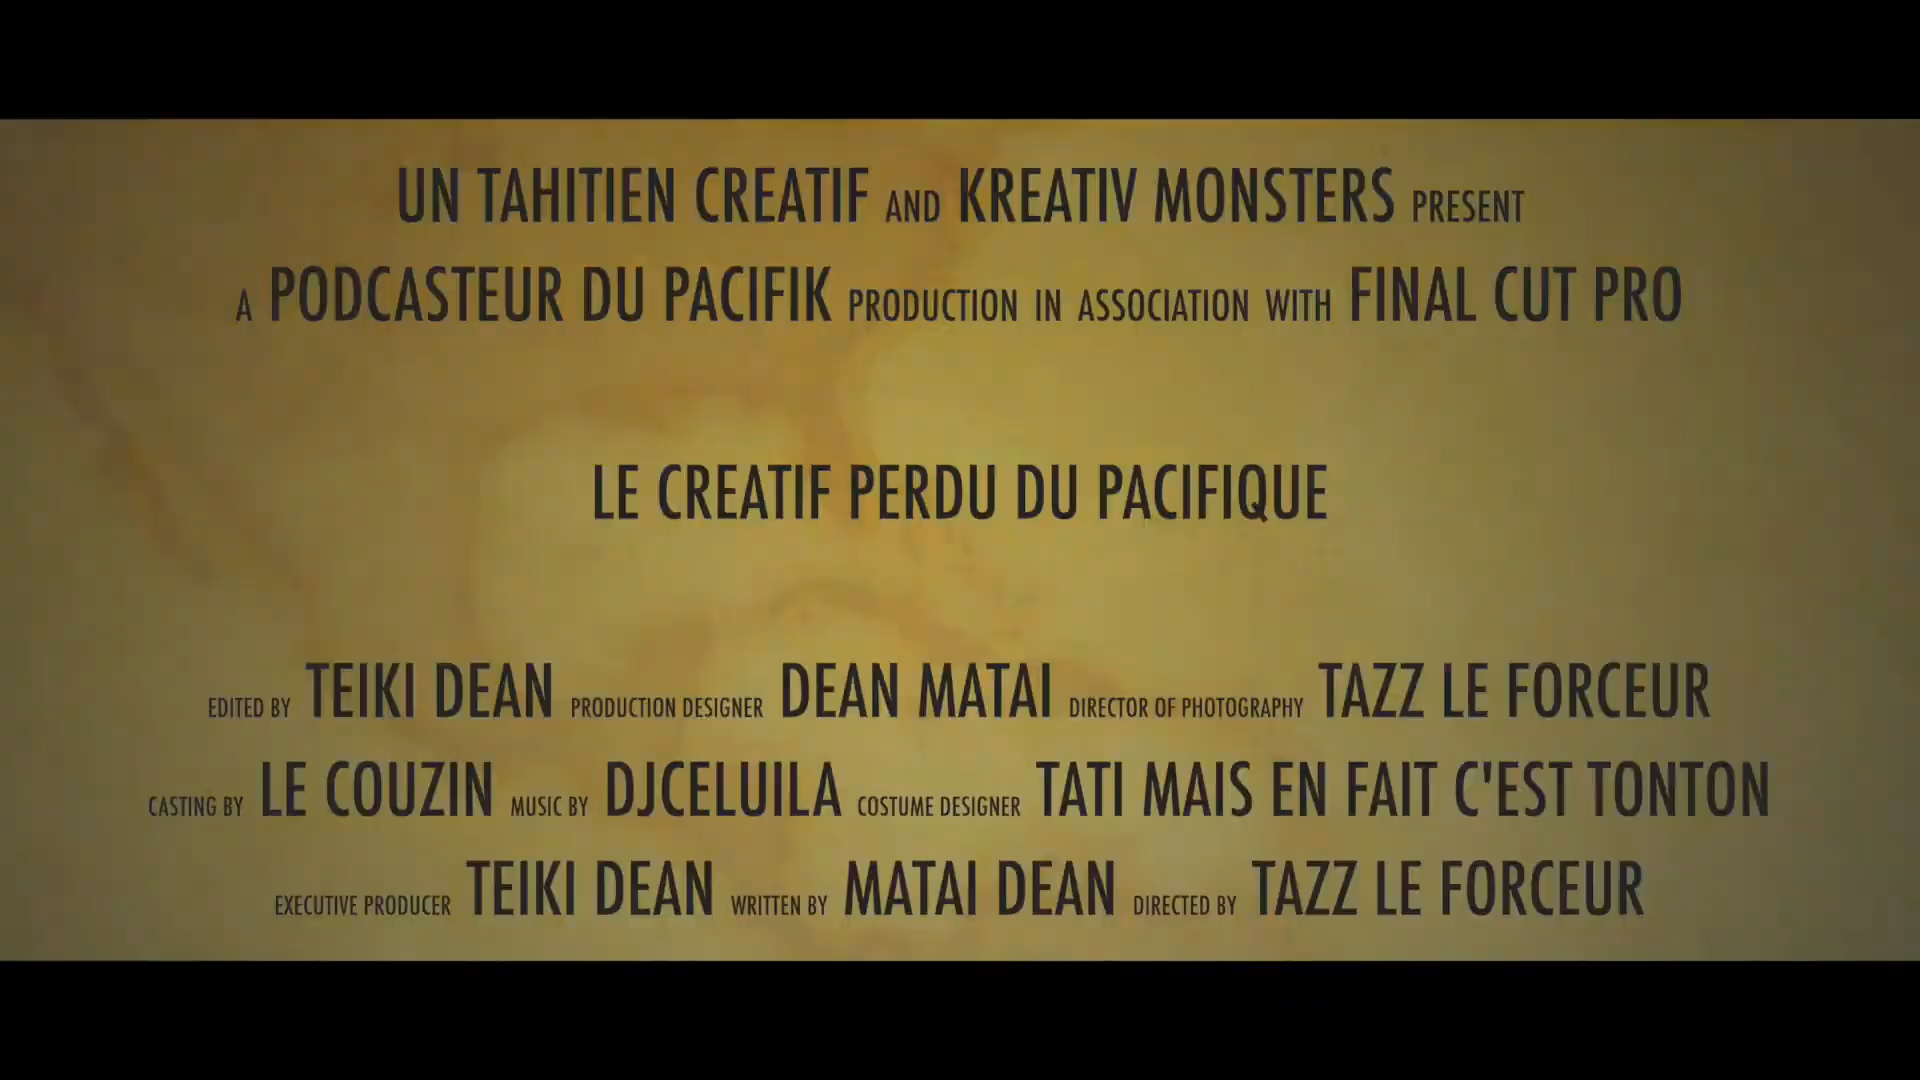 UN TAHITIEN CREATIF AND KREATIV MONSTERS PRESENT
A PODCASTEUR DU PACIFIK PRODUCTION IN ASSOCIATION WITH FINAL CUT PRO
LE CREATIF PERDU DU PACIFIQUE
EDITED BY TEIKI DEAN PRODUCTION DESIGNER DEAN MATAI DIRECTOR OF PHOTOGRAPHY TAZZ LE FORCEUR
CASTING BY LE COUZIN MUSIC BY DJCELUILA COSTUME DESIGNER TATI MAIS EN FAIT C'EST TONTON
EXECUTIVE PRODUCER TEIKI DEAN WRITTEN BY MATAI DEAN DIRECTED BY TAZZ LE FORCEUR